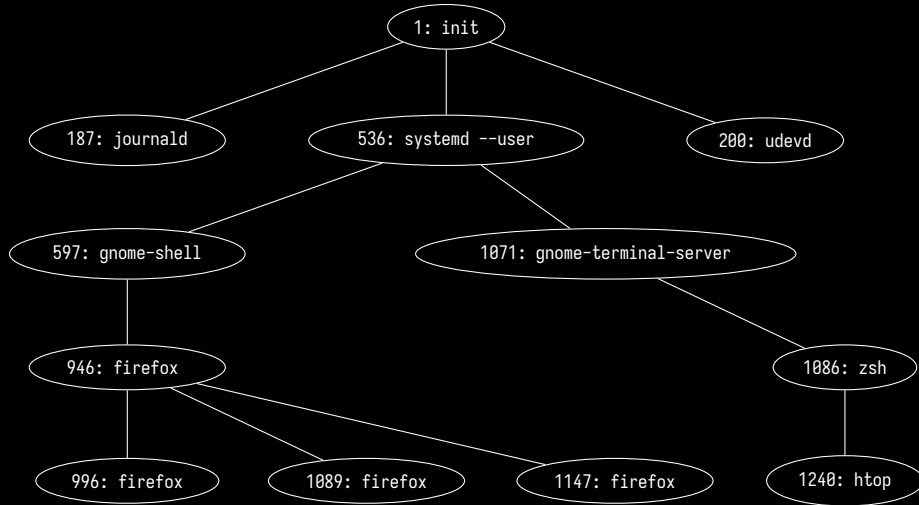 1: init
187: journald
536: systemd --user
200: udevd
597: gnome-shell
1071: gnome-terminal-server
946: firefox
1086: zsh
996: firefox
1089: firefox
1147: firefox
1240: htop